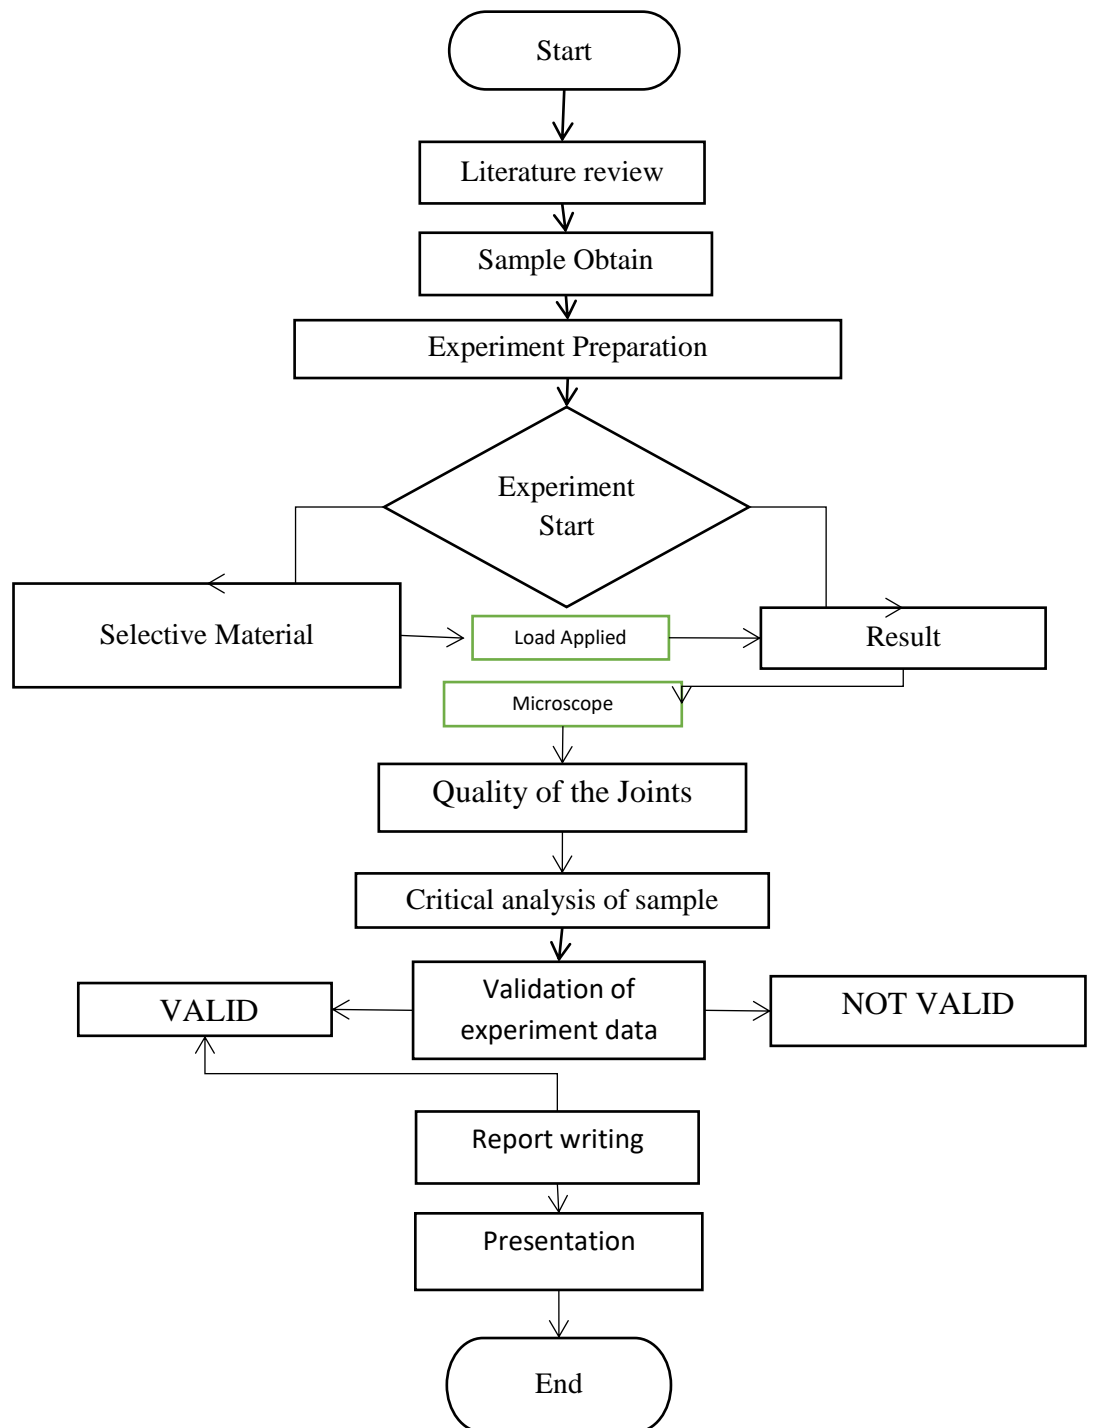 Start
Literature review
Sample Obtain
Experiment Preparation
Experiment
Start
Selective Material
Load Applied
Result
Microscope
Quality of the Joints
Critical analysis of sample
VALID
Validation of
experiment data
NOT VALID
Report writing
Presentation
End